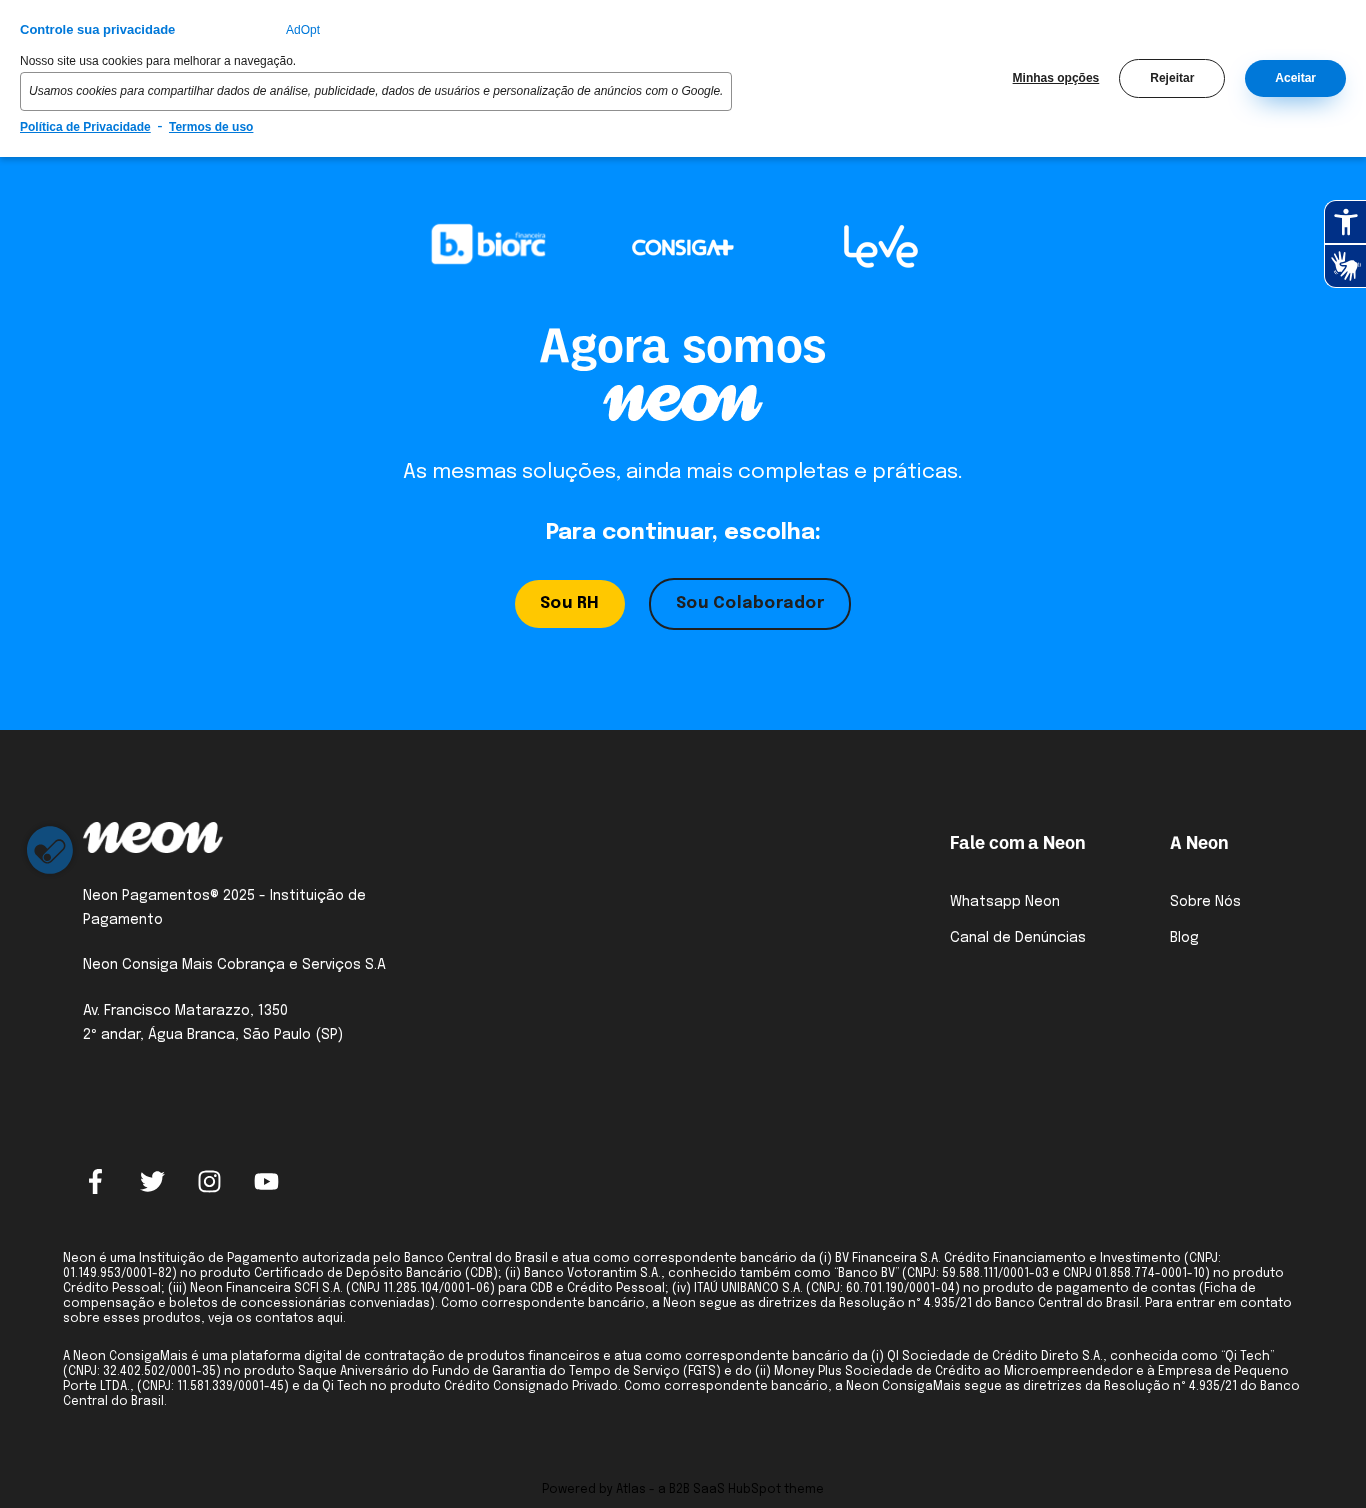 Controle sua privacidade
AdOpt
Nosso site usa cookies para melhorar a navegação.
Usamos cookies para compartilhar dados de análise, publicidade, dados de usuários e personalização de anúncios com o Google.
Política de Privacidade - Termos de uso
Minhas opções
Rejeitar
Aceitar
b. biorc financeira
CONSIGA+
Leve
Agora somos
neon
As mesmas soluções, ainda mais completas e práticas.
Para continuar, escolha:
Sou RH
Sou Colaborador
neon
Neon Pagamentos® 2025 - Instituição de
Pagamento
Neon Consiga Mais Cobrança e Serviços S.A
Av. Francisco Matarazzo, 1350
2º andar, Água Branca, São Paulo (SP)
Fale com a Neon
Whatsapp Neon
Canal de Denúncias
A Neon
Sobre Nós
Blog
Neon é uma Instituição de Pagamento autorizada pelo Banco Central do Brasil e atua como correspondente bancário da (i) BV Financeira S.A. Crédito Financiamento e Investimento (CNPJ:
01.149.953/0001-82) no produto Certificado de Depósito Bancário (CDB); (ii) Banco Votorantim S.A., conhecido também como “Banco BV” (CNPJ: 59.588.111/0001-03 e CNPJ 01.858.774-0001-10) no produto
Crédito Pessoal; (iii) Neon Financeira SCFI S.A. (CNPJ 11.285.104/0001-06) para CDB e Crédito Pessoal; (iv) ITAÚ UNIBANCO S.A. (CNPJ: 60.701.190/0001-04) no produto de pagamento de contas (Ficha de
compensação e boletos de concessionárias conveniadas). Como correspondente bancário, a Neon segue as diretrizes da Resolução nº 4.935/21 do Banco Central do Brasil. Para entrar em contato
sobre esses produtos, veja os contatos aqui.
A Neon ConsigaMais é uma plataforma digital de contratação de produtos financeiros e atua como correspondente bancário da (i) QI Sociedade de Crédito Direto S.A., conhecida como “Qi Tech”
(CNPJ: 32.402.502/0001-35) no produto Saque Aniversário do Fundo de Garantia do Tempo de Serviço (FGTS) e do (ii) Money Plus Sociedade de Crédito ao Microempreendedor e à Empresa de Pequeno
Porte LTDA., (CNPJ: 11.581.339/0001-45) e da Qi Tech no produto Crédito Consignado Privado. Como correspondente bancário, a Neon ConsigaMais segue as diretrizes da Resolução nº 4.935/21 do Banco
Central do Brasil.
Powered by Atlas - a B2B SaaS HubSpot theme